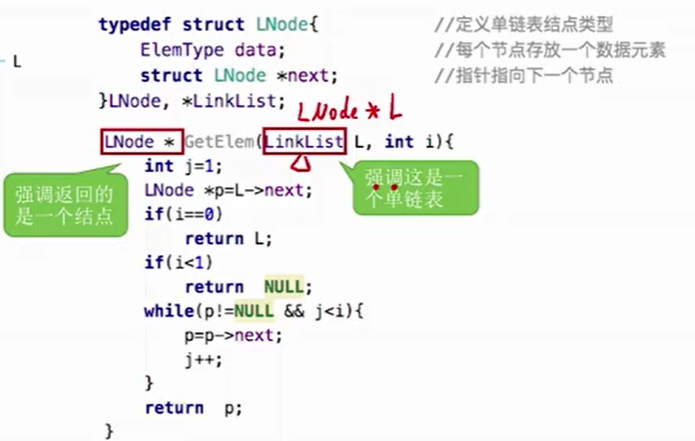 typedef struct LNode{ //定义单链表结点类型
ElemType data; //每个节点存放一个数据元素
L
struct LNode *next; //指针指向下一个节点
}LNode, *LinkList;
LNode * L
LNode * GetElem(LinkList L, int i){
int j=1;
强调返回的
是一个结点
强调这是一
个单链表
LNode *p=L->next;
if(i==0)
return L;
if(i<1)
return NULL;
while(p!=NULL && j<i){
p=p->next;
j++;
}
return p;
}